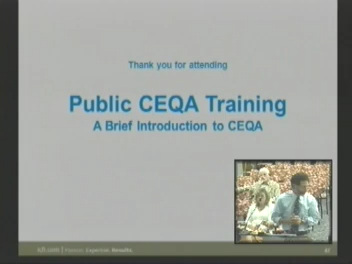 Thank you for attending
Public CEQA Training
A Brief Introduction to CEQA